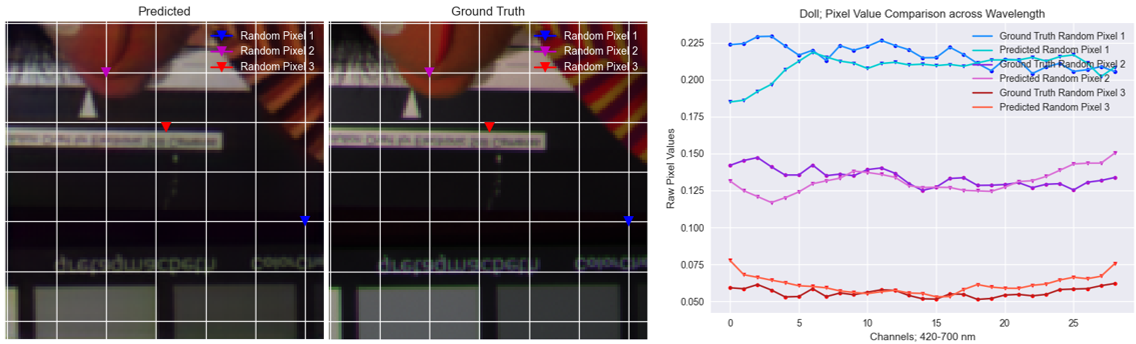 Predicted
Random Pixel 1
Random Pixel 2
Random Pixel 3
Ground Truth
Random Pixel 1
Random Pixel 2
Random Pixel 3
Doll; Pixel Value Comparison across Wavelength
Ground Truth Random Pixel 1
Predicted Random Pixel 1
Ground Truth Random Pixel 2
Predicted Random Pixel 2
Ground Truth Random Pixel 3
Predicted Random Pixel 3
Raw Pixel Values
0.225
0.200
0.175
0.150
0.125
0.100
0.075
0.050
0 5 10 15 20 25
Channels; 420-700 nm